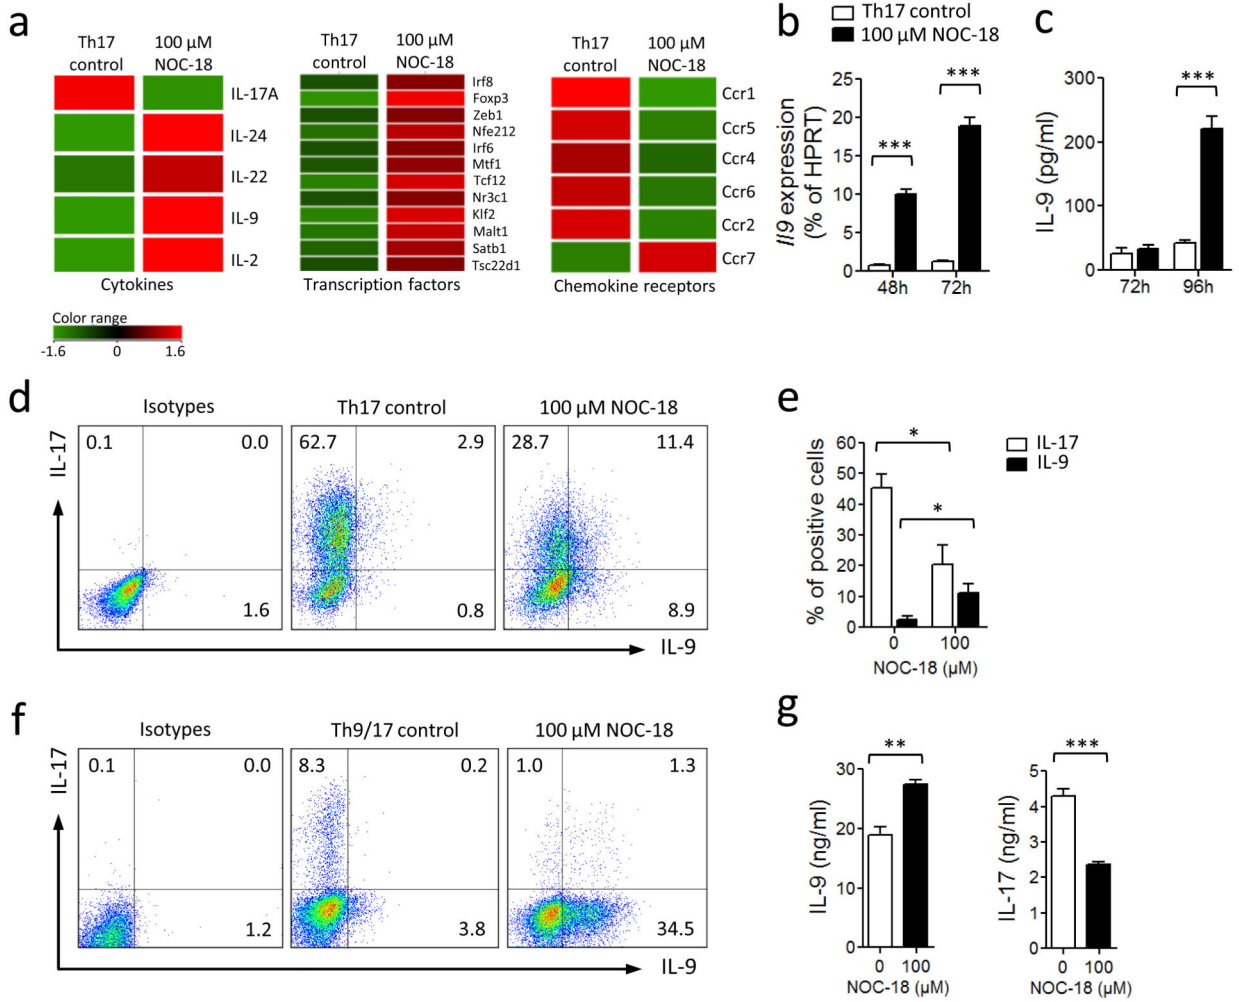 a
Th17 control
100 µM NOC-18
IL-17A
IL-24
IL-22
IL-9
IL-2
Cytokines
Th17 control
100 µM NOC-18
Irf8
Foxp3
Zeb1
Nfe212
Irf6
Mtf1
Tcf12
Nr3c1
Klf2
Malt1
Satb1
Tsc22d1
Transcription factors
Th17 control
100 µM NOC-18
Ccr1
Ccr5
Ccr4
Ccr6
Ccr2
Ccr7
Chemokine receptors
Color range
-1.6 0 1.6
b
Th17 control
100 µM NOC-18
Il9 expression
(% of HPRT)
25
20
15
10
5
0
***
***
48h 72h
c
IL-9 (pg/ml)
300
200
100
0
***
72h 96h
d
Isotypes
Th17 control
100 µM NOC-18
IL-17
0.1 0.0
1.6
62.7 2.9
0.8
28.7 11.4
8.9
IL-9
e
IL-17
IL-9
% of positive cells
60
50
40
30
20
10
0
*
*
0 100
NOC-18 (µM)
f
Isotypes
Th9/17 control
100 µM NOC-18
IL-17
0.1 0.0
1.2
8.3 0.2
3.8
1.0 1.3
34.5
IL-9
g
IL-9 (ng/ml)
30
20
10
0
**
0 100
NOC-18 (µM)
IL-17 (ng/ml)
5
4
3
2
1
0
***
0 100
NOC-18 (µM)